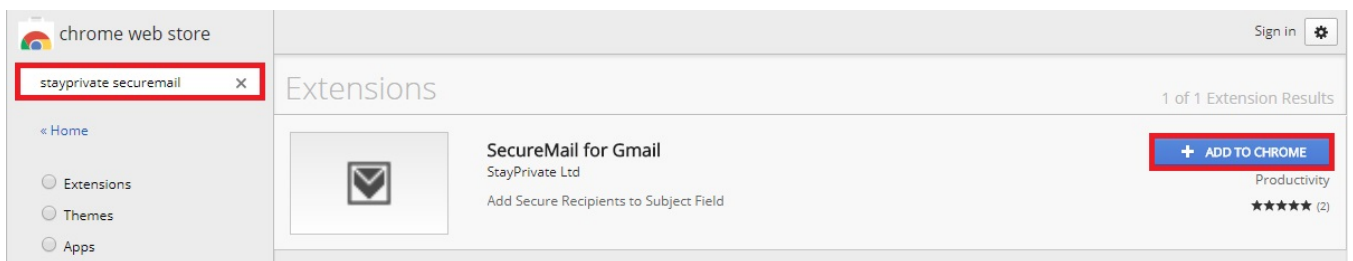 chrome web store
Sign in
stayprivate securemail ×
Extensions
1 of 1 Extension Results
« Home
Extensions
Themes
Apps
SecureMail for Gmail
StayPrivate Ltd
Add Secure Recipients to Subject Field
+ ADD TO CHROME
Productivity
★★★★★ (2)